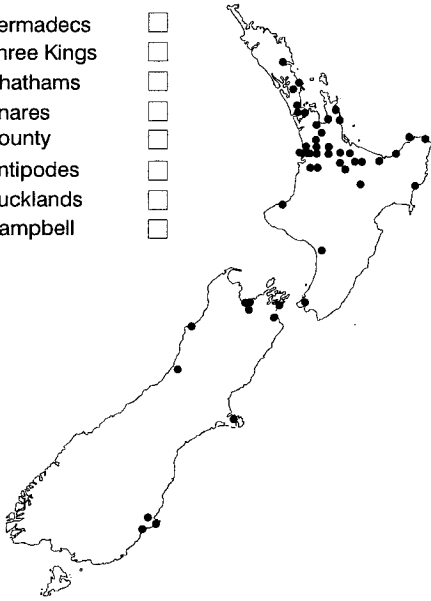 ermadecs
hree Kings
hathams
nares
ounty
ntipodes
ucklands
ampbell